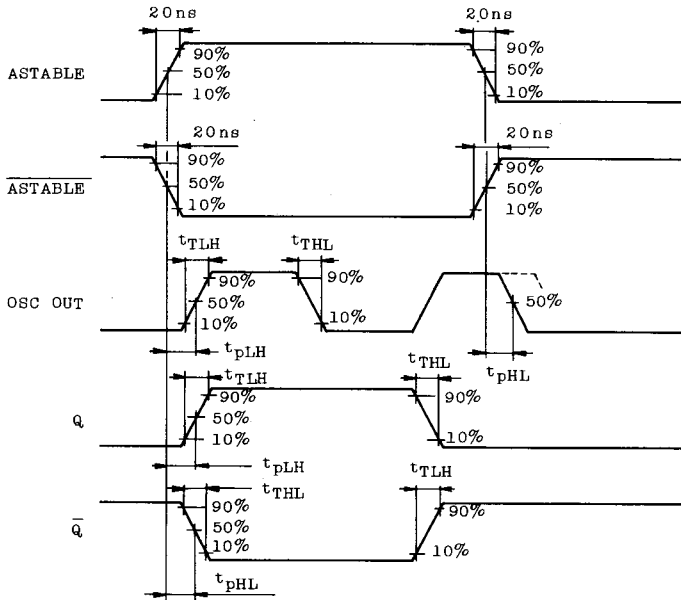 20ns 20ns
90% 90%
ASTABLE 50% 50%
10% 10%
20ns 20ns
90% 90%
ASTABLE 50% 50%
10% 10%
tTLH tTHL
90% 90%
OSC OUT 50% 50%
10% 10%
tpLH tTHL tpHL
tTLH
90% 90%
Q 50%
10% 10%
tpLH tTLH
tTHL
90% 90%
Q 50%
10% 10%
tpHL